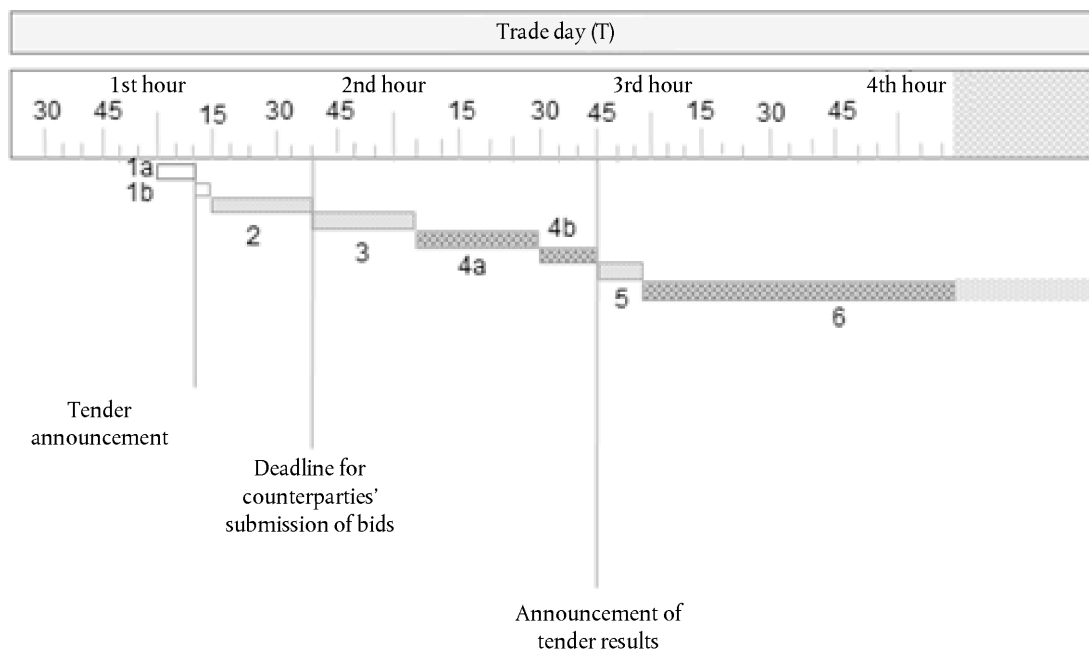 Trade day (T)
1st hour 2nd hour 3rd hour 4th hour
30 45 15 30 45 15 30 45 15 30 45
1a
1b
2
3
4a
4b
5
6
Tender
announcement
Deadline for
counterparties’
submission of bids
Announcement of
tender results